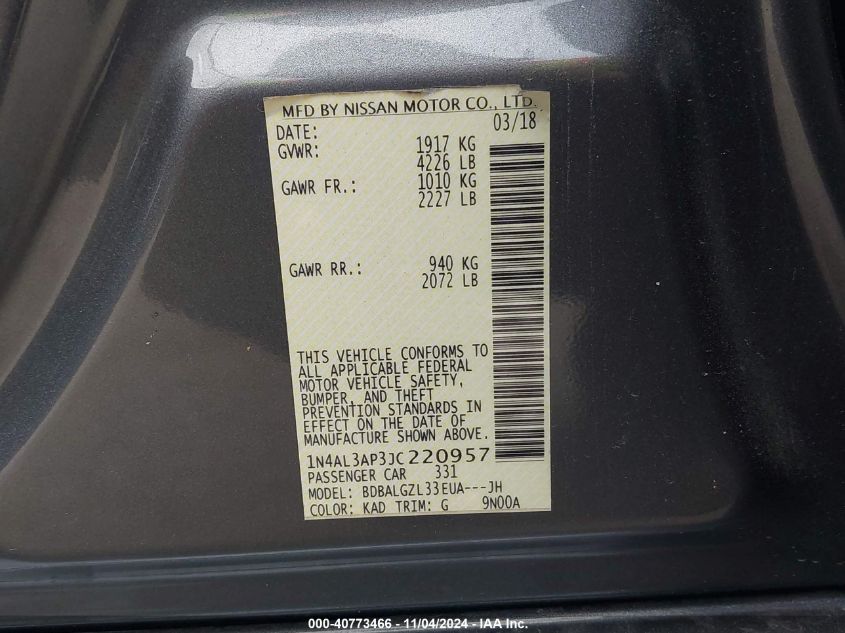 MFD BY NISSAN MOTOR CO., LTD.
DATE: 03/18
GVWR: 1917 KG
4226 LB
GAWR FR.: 1010 KG
2227 LB
GAWR RR.: 940 KG
2072 LB
THIS VEHICLE CONFORMS TO
ALL APPLICABLE FEDERAL
MOTOR VEHICLE SAFETY,
BUMPER, AND THEFT
PREVENTION STANDARDS IN
EFFECT ON THE DATE OF
MANUFACTURE SHOWN ABOVE.
1N4AL3AP3JC220957
PASSENGER CAR 331
MODEL: BDBALGZL33EUA---JH
COLOR: KAD TRIM: G 9N00A
000-40773466 - 11/04/2024 - IAA Inc.